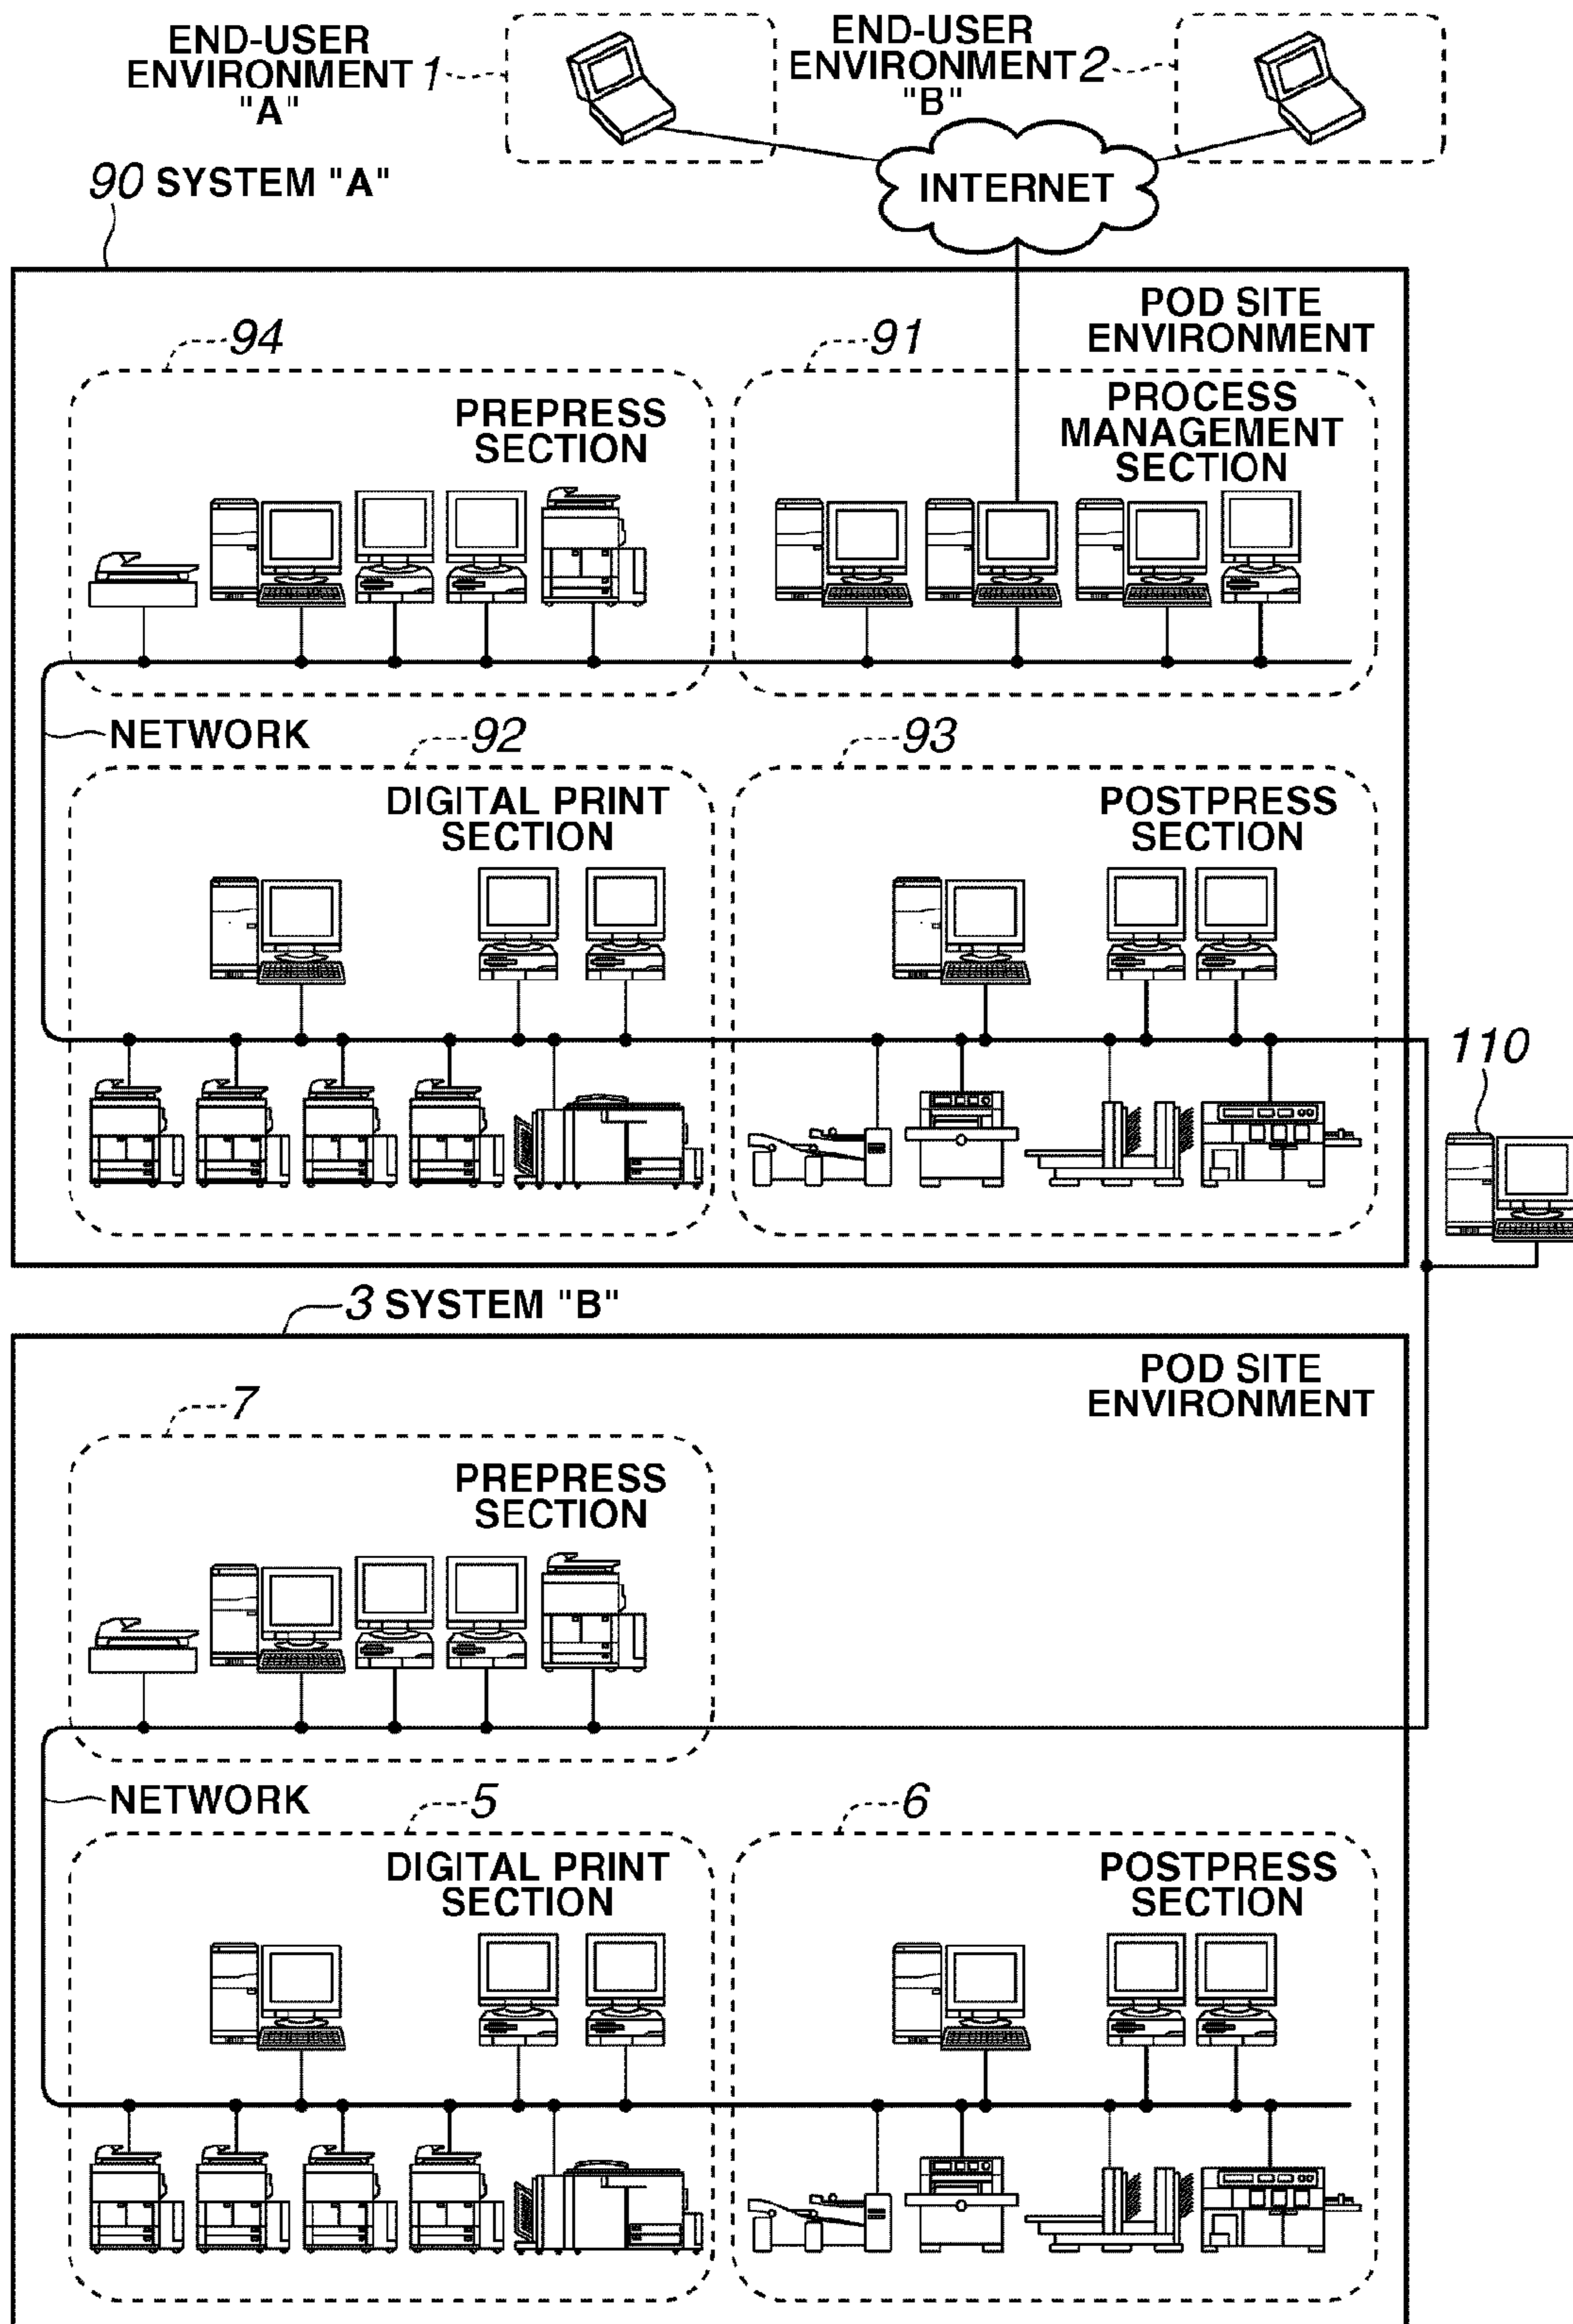 END-USER
ENVIRONMENT 1
"A"
END-USER
ENVIRONMENT 2
"B"
INTERNET
90 SYSTEM "A"
POD SITE
ENVIRONMENT
94
PREPRESS
SECTION
91
PROCESS
MANAGEMENT
SECTION
NETWORK
92
DIGITAL PRINT
SECTION
93
POSTPRESS
SECTION
110
3 SYSTEM "B"
POD SITE
ENVIRONMENT
7
PREPRESS
SECTION
NETWORK
5
DIGITAL PRINT
SECTION
6
POSTPRESS
SECTION